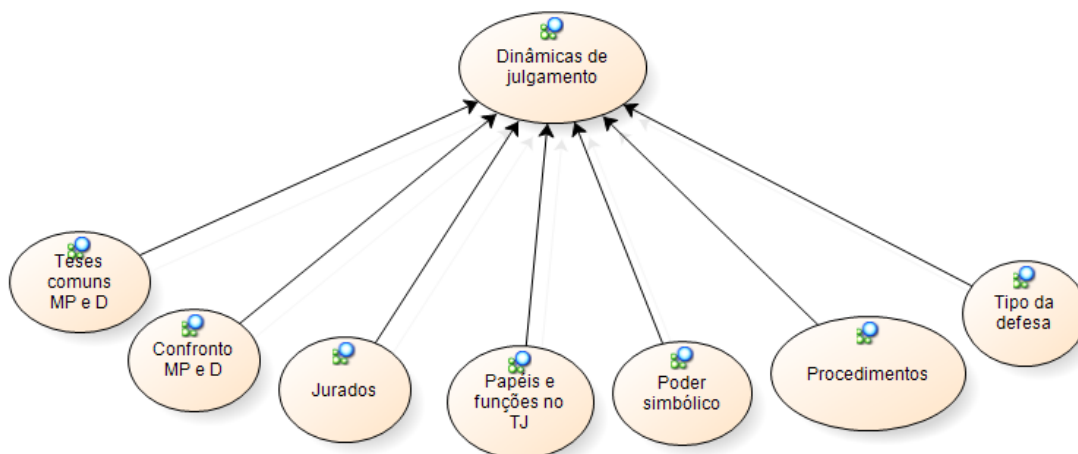 Dinâmicas de
julgamento
Teses
comuns
MP e D
Confronto
MP e D
Jurados
Papéis e
funções no
TJ
Poder
simbólico
Procedimentos
Tipo da
defesa